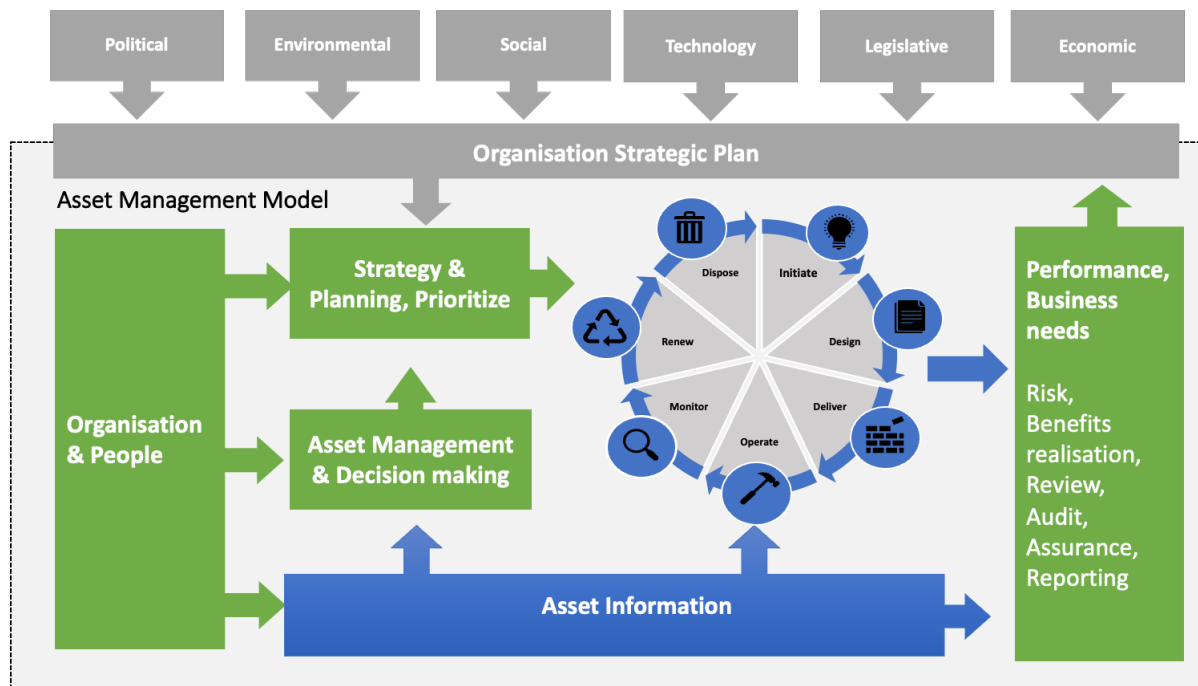 Political
Environmental
Social
Technology
Legislative
Economic
Organisation Strategic Plan
Asset Management Model
Organisation
& People
Strategy &
Planning, Prioritize
Asset Management
& Decision making
Dispose
Initiate
Renew
Design
Monitor
Deliver
Operate
Asset Information
Performance,
Business
needs
Risk,
Benefits
realisation,
Review,
Audit,
Assurance,
Reporting